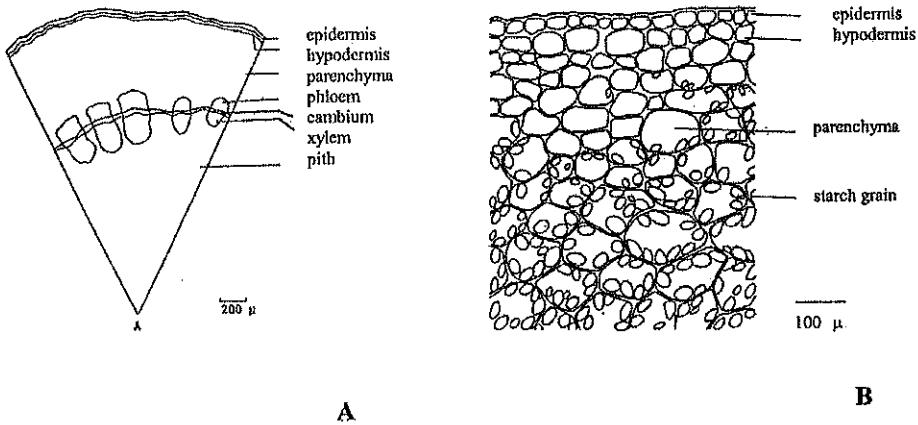 epidermis
hypodermis
parenchyma
phloem
cambium
xylem
pith
200 μ
A
A
epidermis
hypodermis
parenchyma
starch grain
100 μ
B